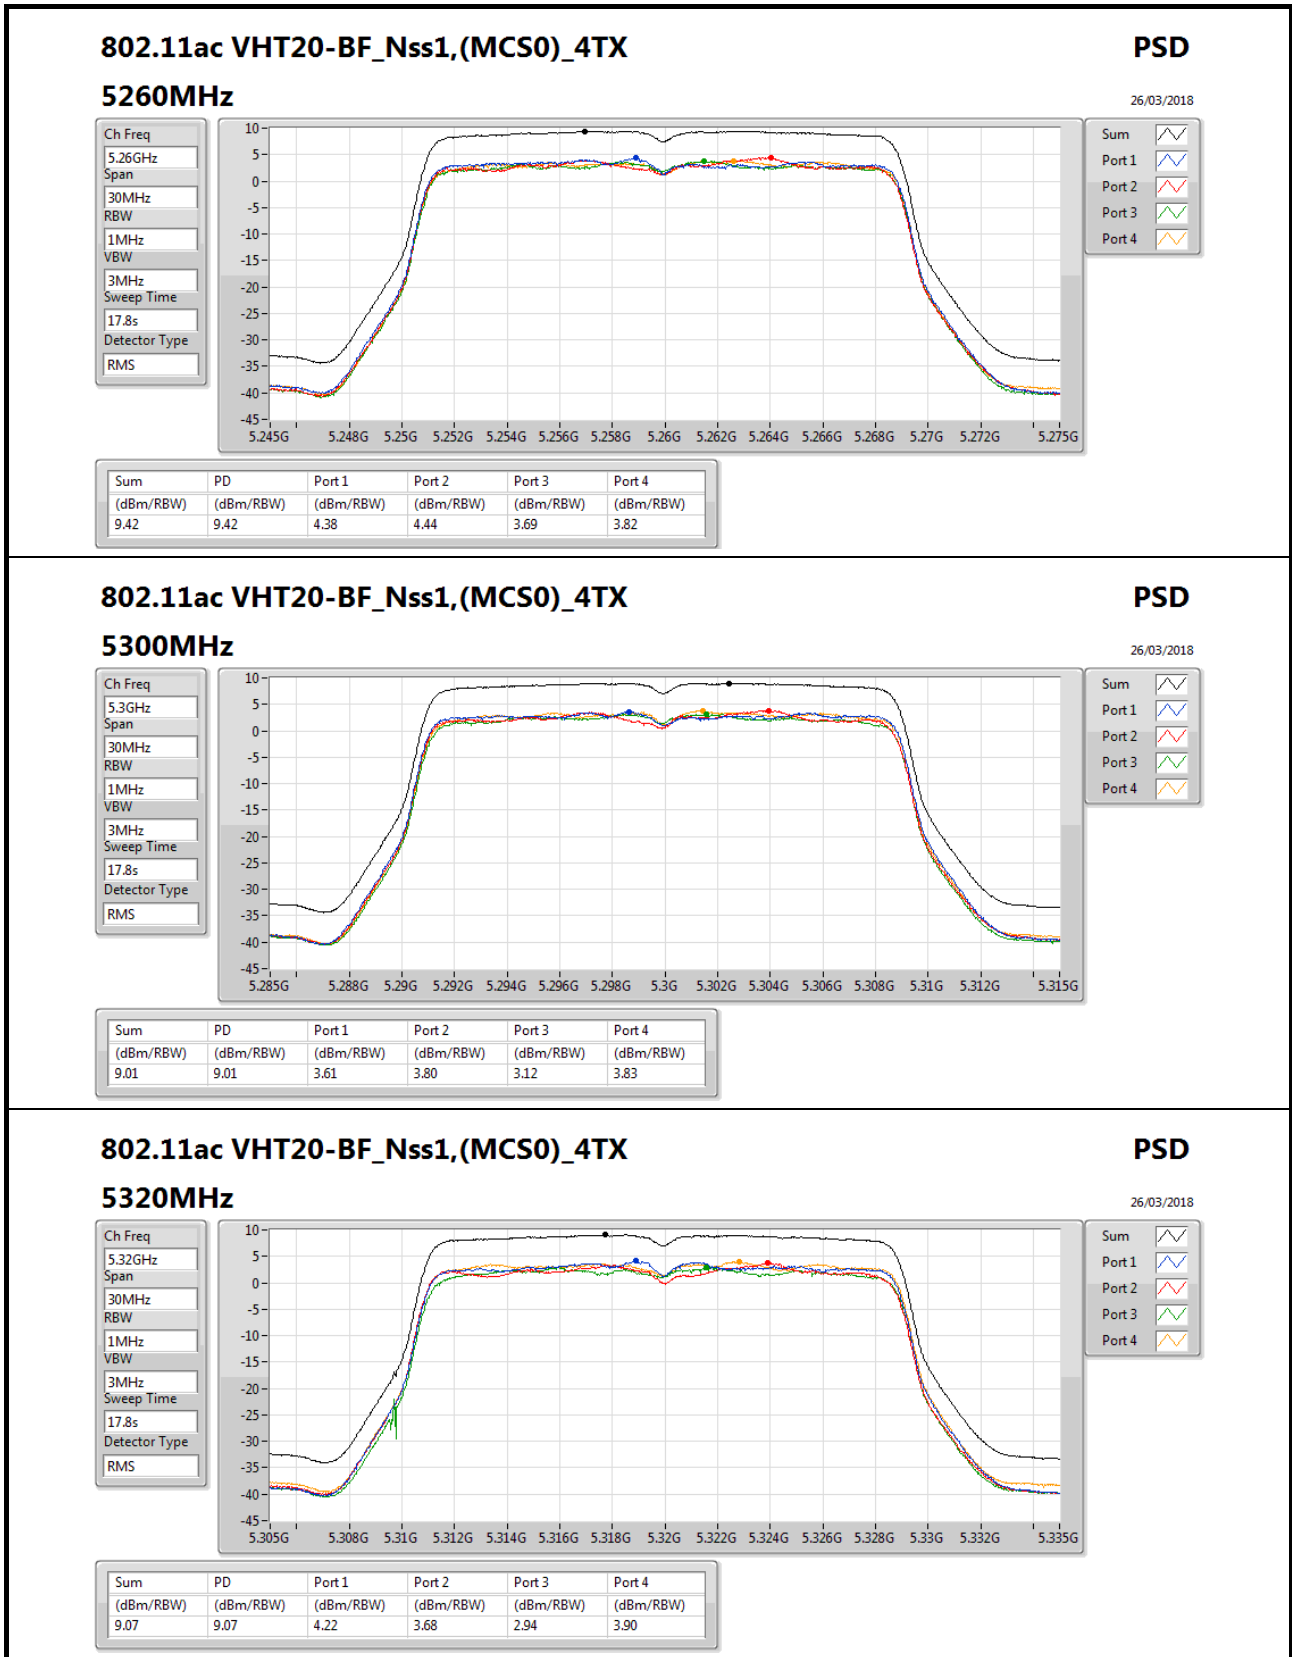 802.11ac VHT20-BF_Nss1,(MCS0)_4TX PSD
5260MHz 26/03/2018
Ch Freq
5.26GHz
Span
30MHz
RBW
1MHz
VBW
3MHz
Sweep Time
17.8s
Detector Type
RMS
10
5
0
-5
-10
-15
-20
-25
-30
-35
-40
-45
5.245G 5.248G 5.25G 5.252G 5.254G 5.256G 5.258G 5.26G 5.262G 5.264G 5.266G 5.268G 5.27G 5.272G 5.275G
Sum
Port 1
Port 2
Port 3
Port 4
Sum PD Port 1 Port 2 Port 3 Port 4
(dBm/RBW) (dBm/RBW) (dBm/RBW) (dBm/RBW) (dBm/RBW) (dBm/RBW)
9.42 9.42 4.38 4.44 3.69 3.82
802.11ac VHT20-BF_Nss1,(MCS0)_4TX PSD
5300MHz 26/03/2018
Ch Freq
5.3GHz
Span
30MHz
RBW
1MHz
VBW
3MHz
Sweep Time
17.8s
Detector Type
RMS
10
5
0
-5
-10
-15
-20
-25
-30
-35
-40
-45
5.285G 5.288G 5.29G 5.292G 5.294G 5.296G 5.298G 5.3G 5.302G 5.304G 5.306G 5.308G 5.31G 5.312G 5.315G
Sum
Port 1
Port 2
Port 3
Port 4
Sum PD Port 1 Port 2 Port 3 Port 4
(dBm/RBW) (dBm/RBW) (dBm/RBW) (dBm/RBW) (dBm/RBW) (dBm/RBW)
9.01 9.01 3.61 3.80 3.12 3.83
802.11ac VHT20-BF_Nss1,(MCS0)_4TX PSD
5320MHz 26/03/2018
Ch Freq
5.32GHz
Span
30MHz
RBW
1MHz
VBW
3MHz
Sweep Time
17.8s
Detector Type
RMS
10
5
0
-5
-10
-15
-20
-25
-30
-35
-40
-45
5.305G 5.308G 5.31G 5.312G 5.314G 5.316G 5.318G 5.32G 5.322G 5.324G 5.326G 5.328G 5.33G 5.332G 5.335G
Sum
Port 1
Port 2
Port 3
Port 4
Sum PD Port 1 Port 2 Port 3 Port 4
(dBm/RBW) (dBm/RBW) (dBm/RBW) (dBm/RBW) (dBm/RBW) (dBm/RBW)
9.07 9.07 4.22 3.68 2.94 3.90